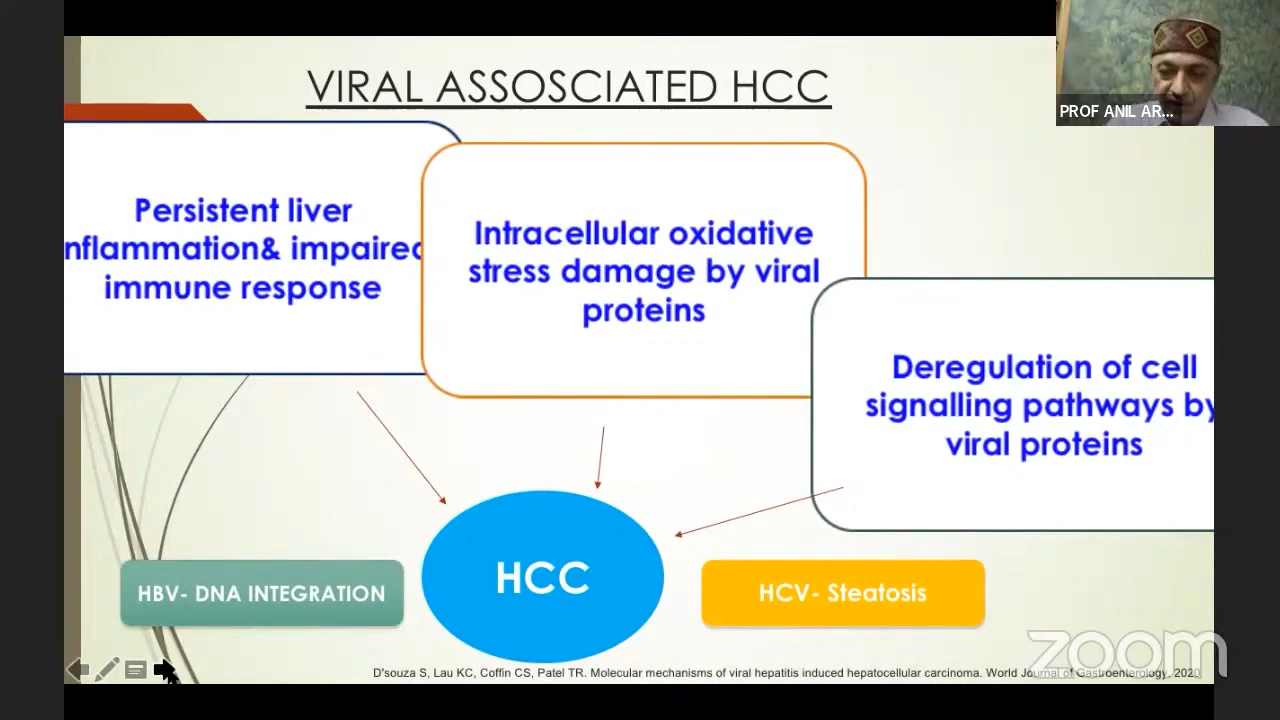 VIRAL ASSOSCIATED HCC
PROF ANIL AR...
Persistent liver
nflammation& impaired
immune response
Intracellular oxidative
stress damage by viral
proteins
Deregulation of cell
signalling pathways by
viral proteins
HCC
HBV- DNA INTEGRATION
HCV- Steatosis
D'souza S, Lau KC, Coffin CS, Patel TR. Molecular mechanisms of viral hepatitis induced hepatocellular carcinoma. World Journal of Gastroenterology. 2020
zoom